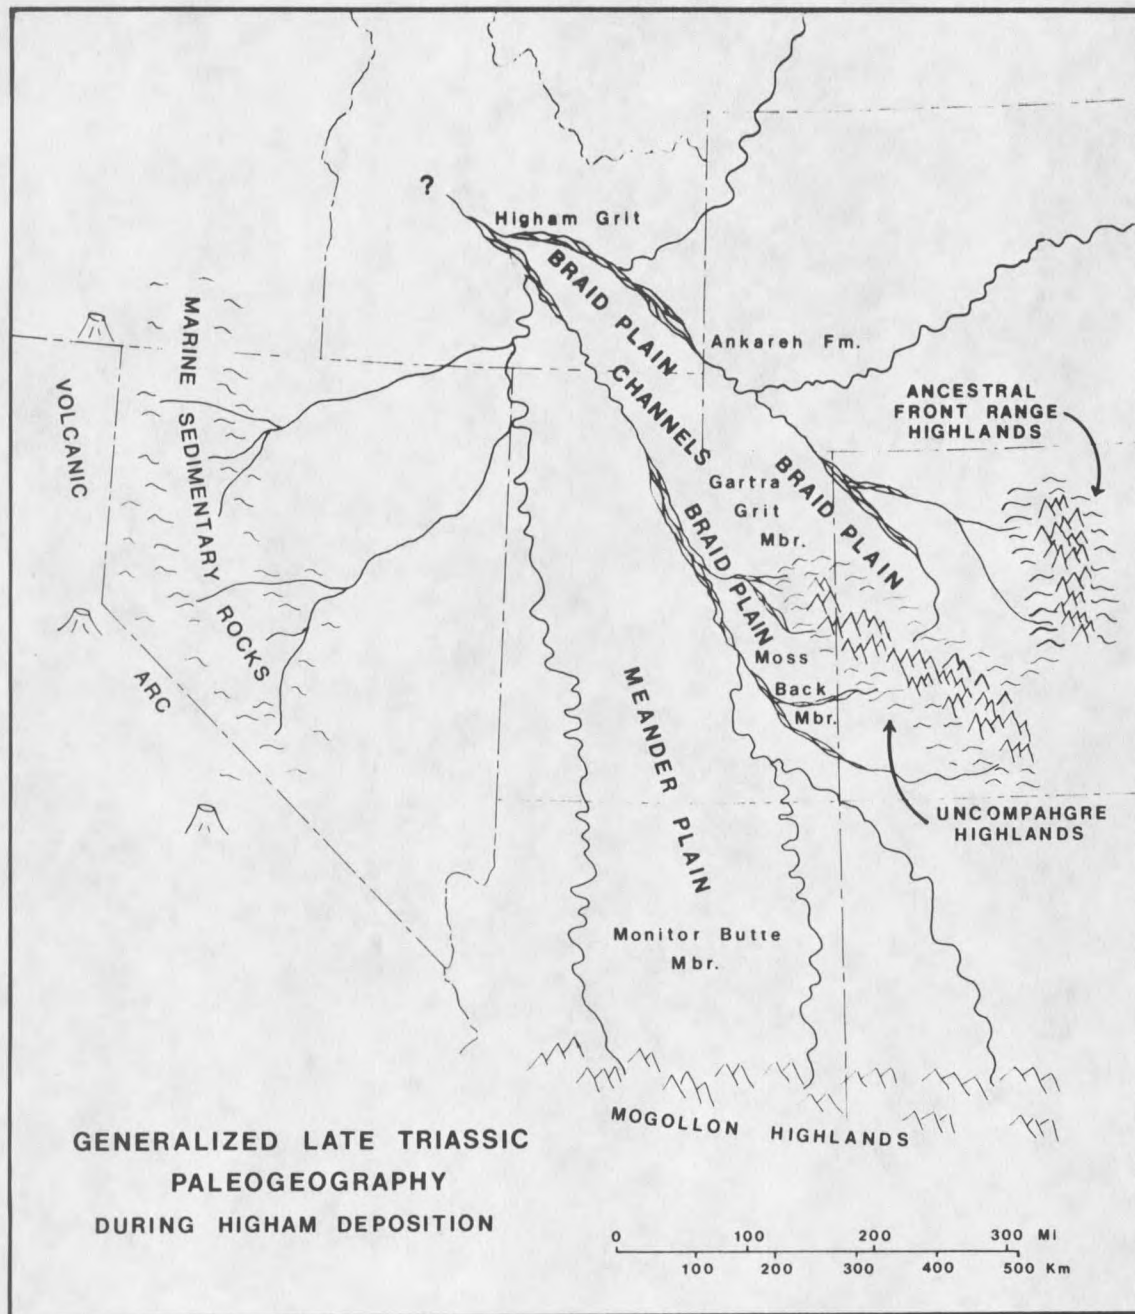 ?
Higham Grit
BRAID PLAIN
CHANNELS
Ankareh Fm.
ANCESTRAL
FRONT RANGE
HIGHLANDS
MARINE SEDIMENTARY ROCKS
VOLCANIC ARC
Gartra
Grit
Mbr.
BRAID PLAIN
BRAID PLAIN
Moss
Back
Mbr.
MEANDER PLAIN
UNCOMPAHGRE
HIGHLANDS
Monitor Butte
Mbr.
MOGOLLON HIGHLANDS
GENERALIZED LATE TRIASSIC
PALEOGEOGRAPHY
DURING HIGHAM DEPOSITION
0 100 200 300 Mi
100 200 300 400 500 Km